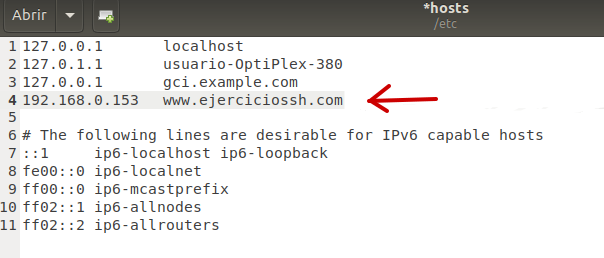 Abrir
*hosts
/etc
1 127.0.0.1 localhost
2 127.0.1.1 usuario-OptiPlex-380
3 127.0.0.1 gci.example.com
4 192.168.0.153 www.ejerciciossh.com
5
6 # The following lines are desirable for IPv6 capable hosts
7 ::1 ip6-localhost ip6-loopback
8 fe00::0 ip6-localnet
9 ff00::0 ip6-mcastprefix
10 ff02::1 ip6-allnodes
11 ff02::2 ip6-allrouters